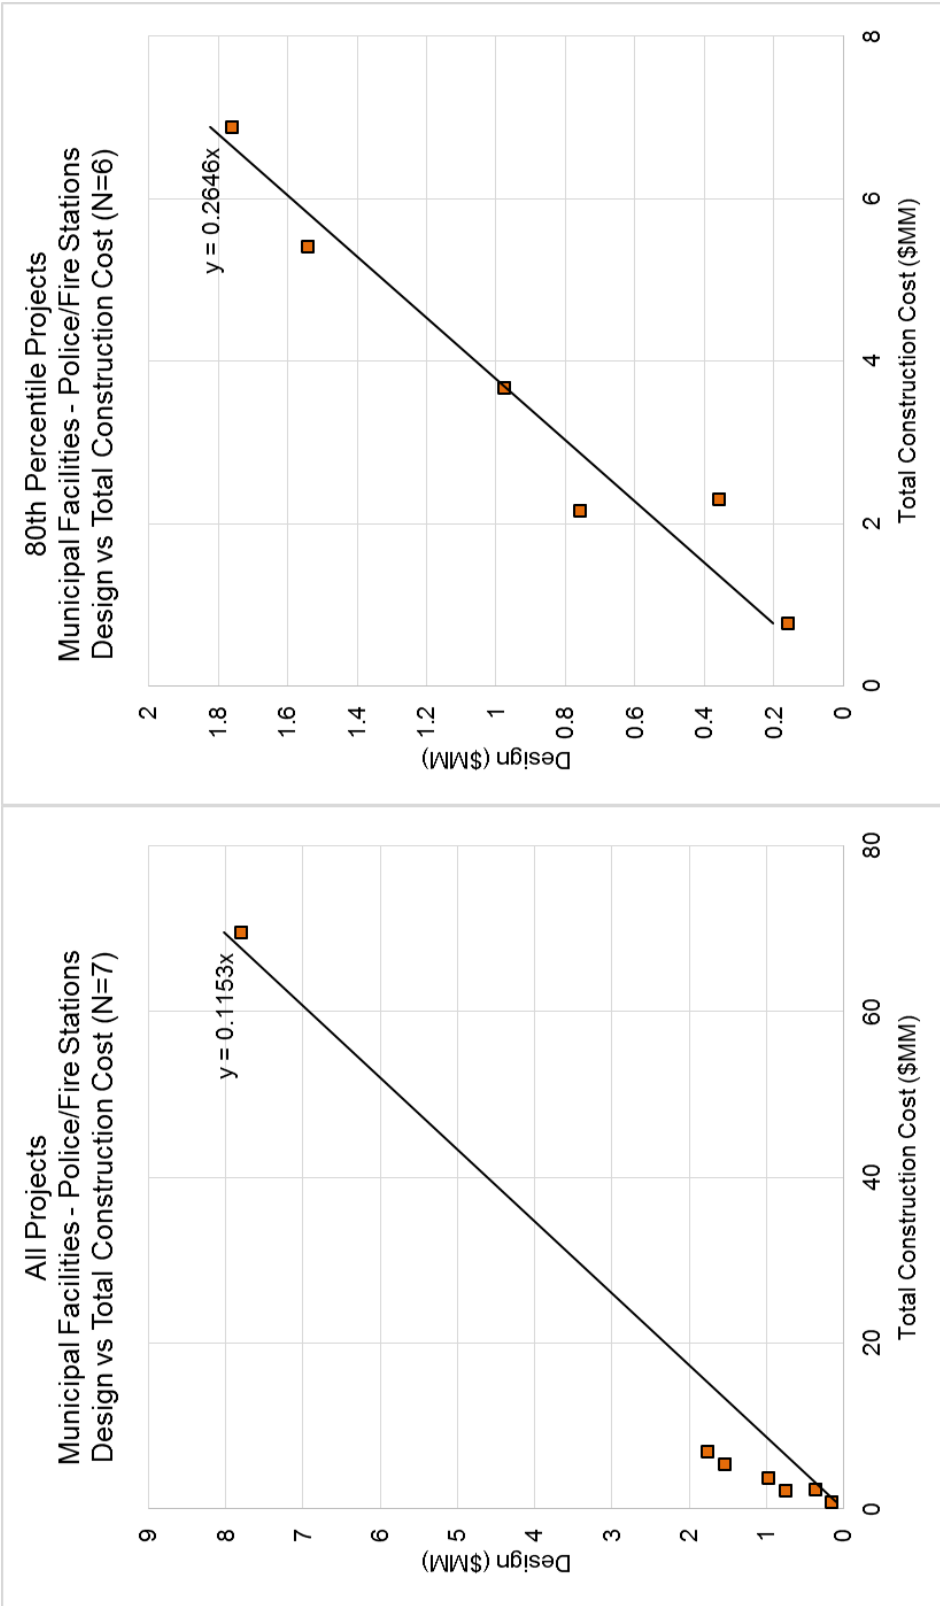 All Projects
Municipal Facilities - Police/Fire Stations
Design vs Total Construction Cost (N=7)
y = 0.1153x
9
8
7
6
5
4
3
2
1
0
Design ($MM)
0
20
40
60
80
Total Construction Cost ($MM)
80th Percentile Projects
Municipal Facilities - Police/Fire Stations
Design vs Total Construction Cost (N=6)
y = 0.2646x
2
1.8
1.6
1.4
1.2
1
0.8
0.6
0.4
0.2
0
Design ($MM)
0
2
4
6
8
Total Construction Cost ($MM)